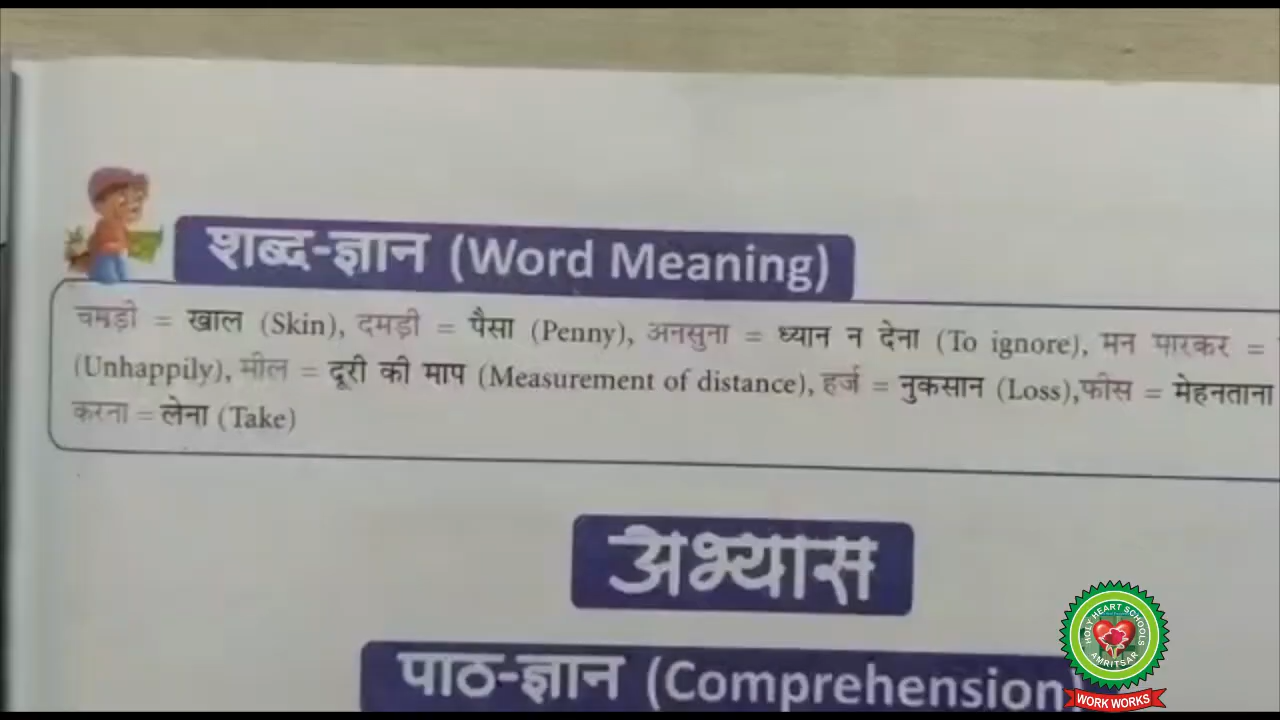 शब्द-ज्ञान (Word Meaning)
चमड़ी = खाल (Skin), दमड़ी = पैसा (Penny), अनसुना = ध्यान न देना (To ignore), मन मारकर =
(Unhappily), मील = दूरी की माप (Measurement of distance), हर्ज = नुकसान (Loss),फीस = मेहनताना
करना = लेना (Take)
अभ्यास
पाठ-ज्ञान (Comprehension)
HOLY HEART SCHOOLS
AMRITSAR
WORK WORKS